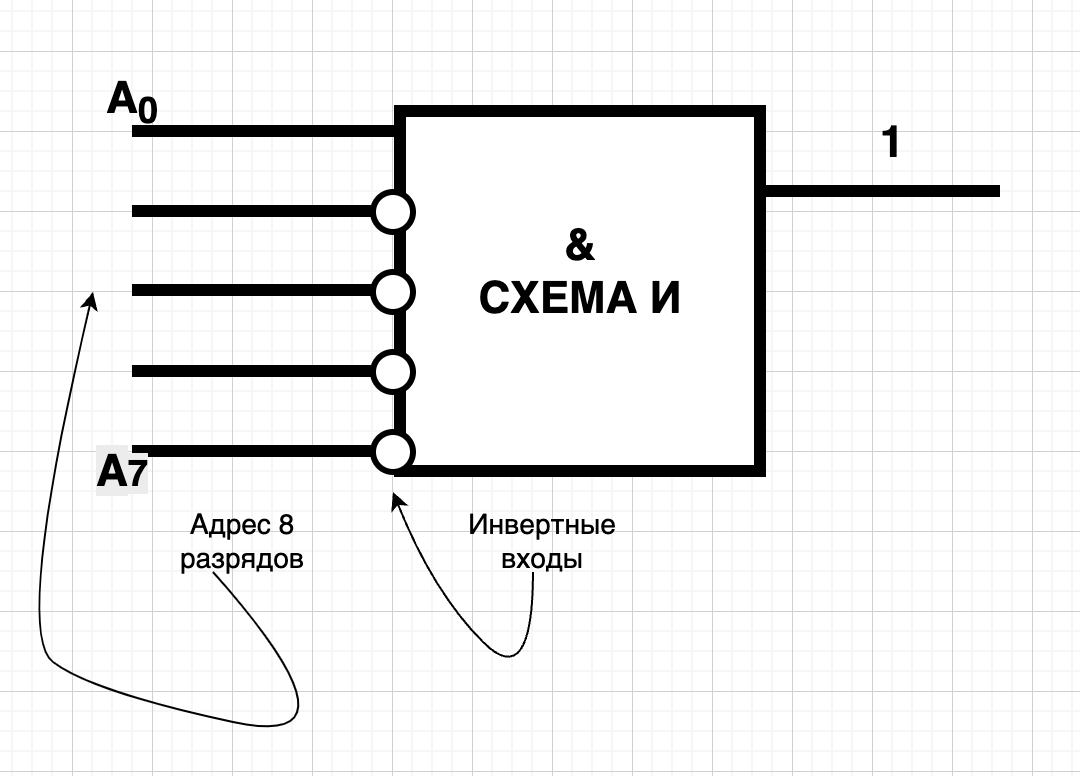 A0
1
&
СХЕМА И
A7
Адрес 8
разрядов
Инвертные
входы